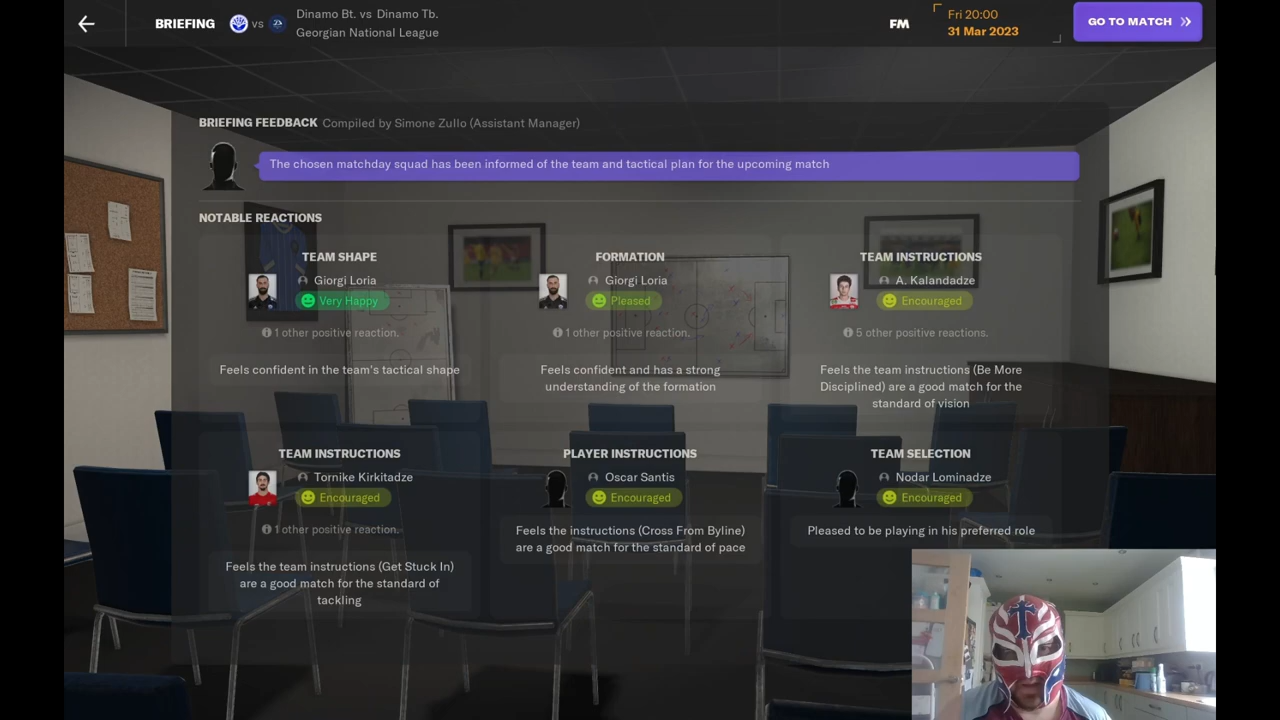 BRIEFING
vs
Dinamo Bt. vs Dinamo Tb.
Georgian National League
FM
Fri 20:00
31 Mar 2023
GO TO MATCH
BRIEFING FEEDBACK Compiled by Simone Zullo (Assistant Manager)
The chosen matchday squad has been informed of the team and tactical plan for the upcoming match
NOTABLE REACTIONS
TEAM SHAPE
Giorgi Loria
Very Happy
1 other positive reaction.
Feels confident in the team's tactical shape
FORMATION
Giorgi Loria
Pleased
1 other positive reaction.
Feels confident and has a strong
understanding of the formation
TEAM INSTRUCTIONS
A. Kalandadze
Encouraged
5 other positive reactions.
Feels the team instructions (Be More
Disciplined) are a good match for the
standard of vision
TEAM INSTRUCTIONS
Tornike Kirkitadze
Encouraged
1 other positive reaction.
Feels the team instructions (Get Stuck In)
are a good match for the standard of
tackling
PLAYER INSTRUCTIONS
Oscar Santis
Encouraged
Feels the instructions (Cross From Byline)
are a good match for the standard of pace
TEAM SELECTION
Nodar Lominadze
Encouraged
Pleased to be playing in his preferred role